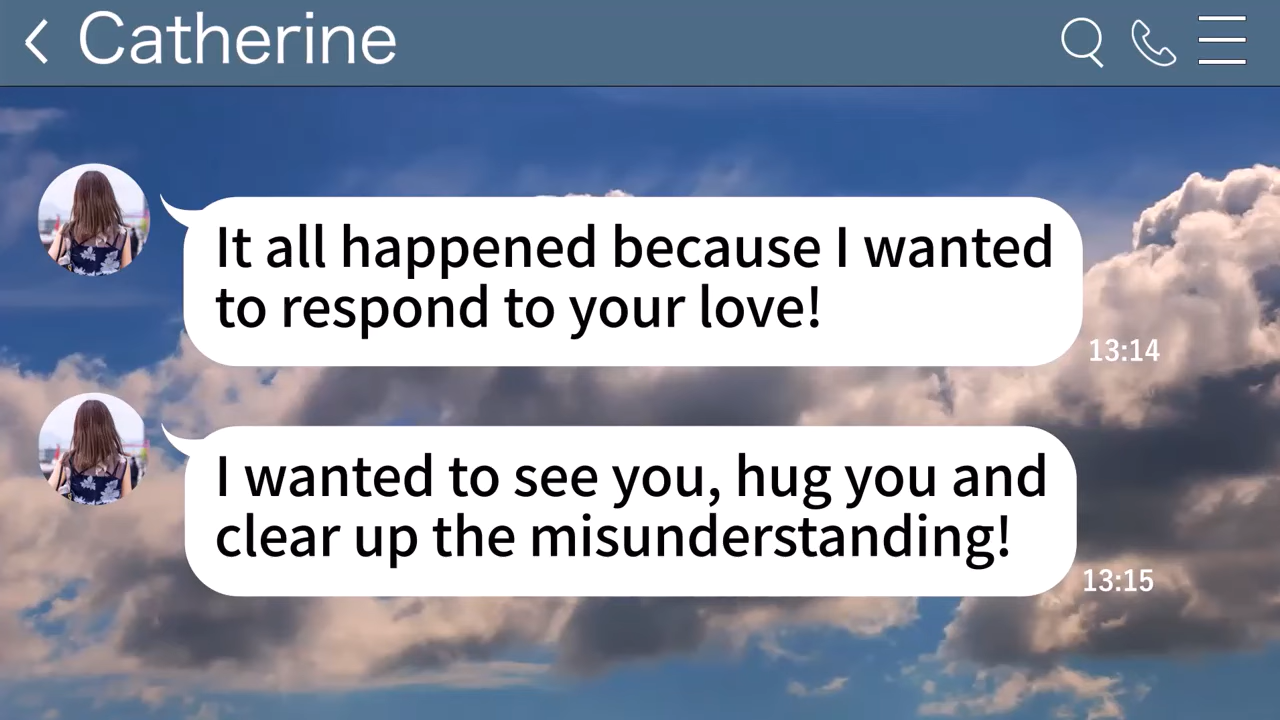 Catherine
It all happened because I wanted
to respond to your love!
13:14
I wanted to see you, hug you and
clear up the misunderstanding!
13:15